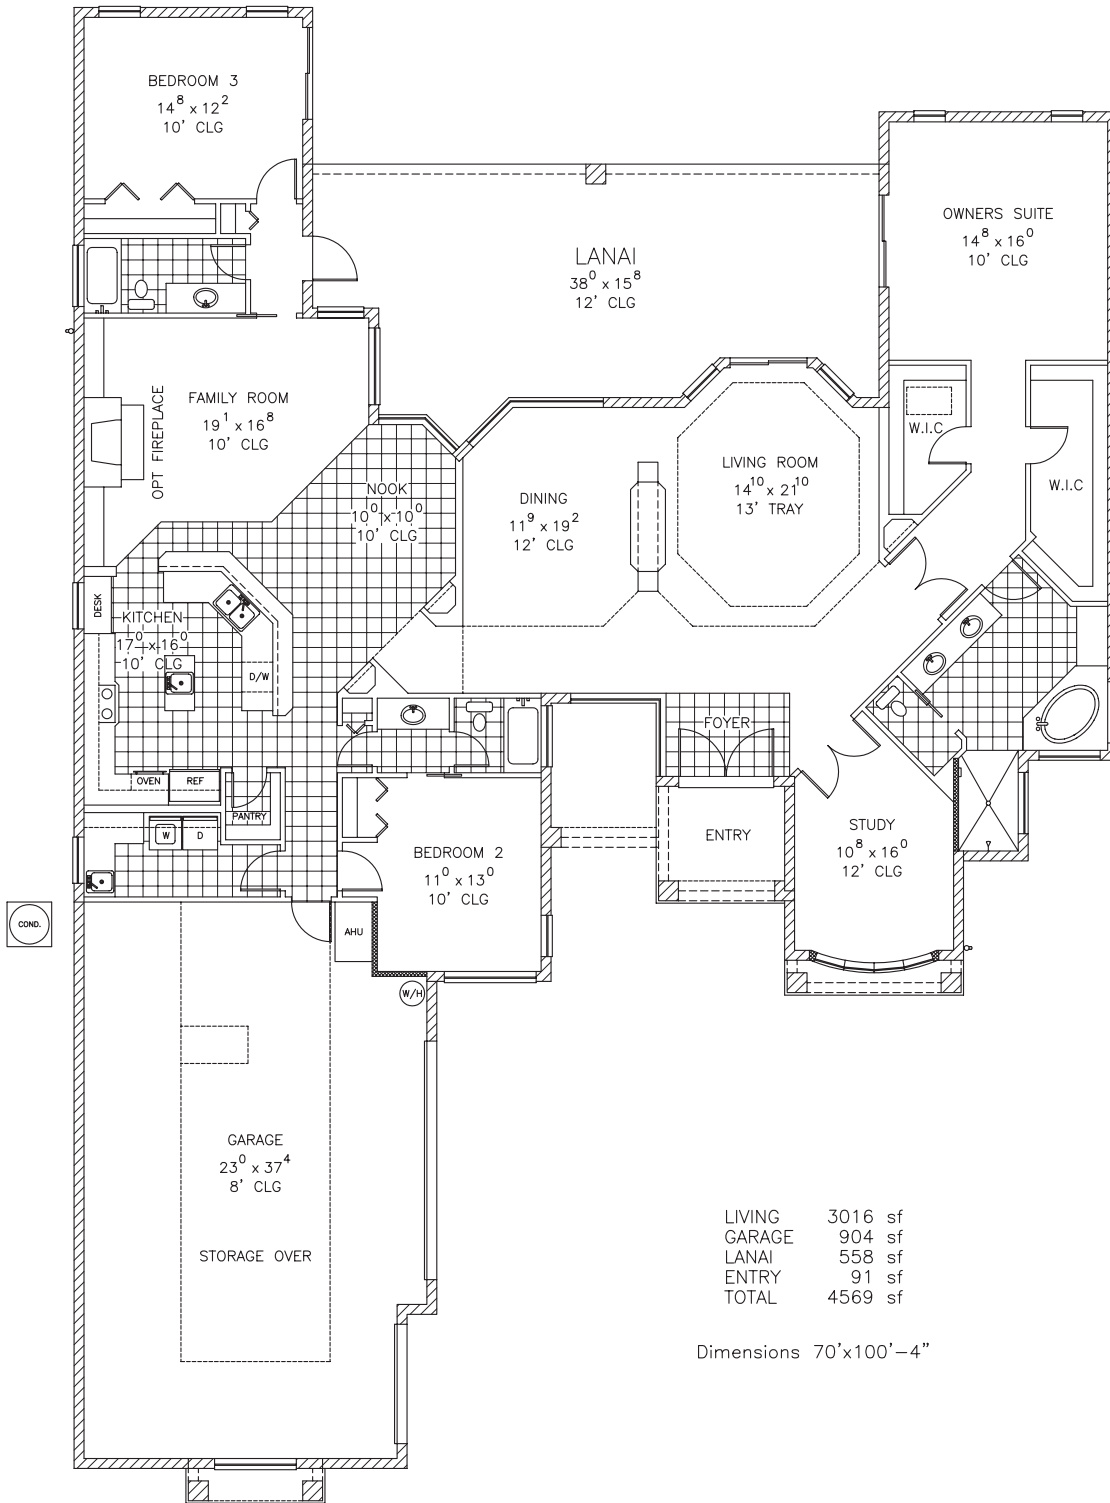 BEDROOM 3
14⁸ x 12²
10' CLG
OWNERS SUITE
14⁸ x 16⁰
10' CLG
LANAI
38⁰ x 15⁸
12' CLG
OPT FIREPLACE
FAMILY ROOM
19¹ x 16⁸
10' CLG
W.I.C
W.I.C
NOOK
10⁰ x 10⁰
10' CLG
DINING
11⁹ x 19²
12' CLG
LIVING ROOM
14¹⁰ x 21¹⁰
13' TRAY
DESK
KITCHEN
17⁰ x 16⁰
10' CLG
D/W
FOYER
OVEN
REF
PANTRY
W
D
ENTRY
BEDROOM 2
11⁰ x 13⁰
10' CLG
STUDY
10⁸ x 16⁰
12' CLG
COND.
AHU
W/H
GARAGE
23⁰ x 37⁴
8' CLG
STORAGE OVER
LIVING 3016 sf
GARAGE 904 sf
LANAI 558 sf
ENTRY 91 sf
TOTAL 4569 sf
Dimensions 70'x100'-4"